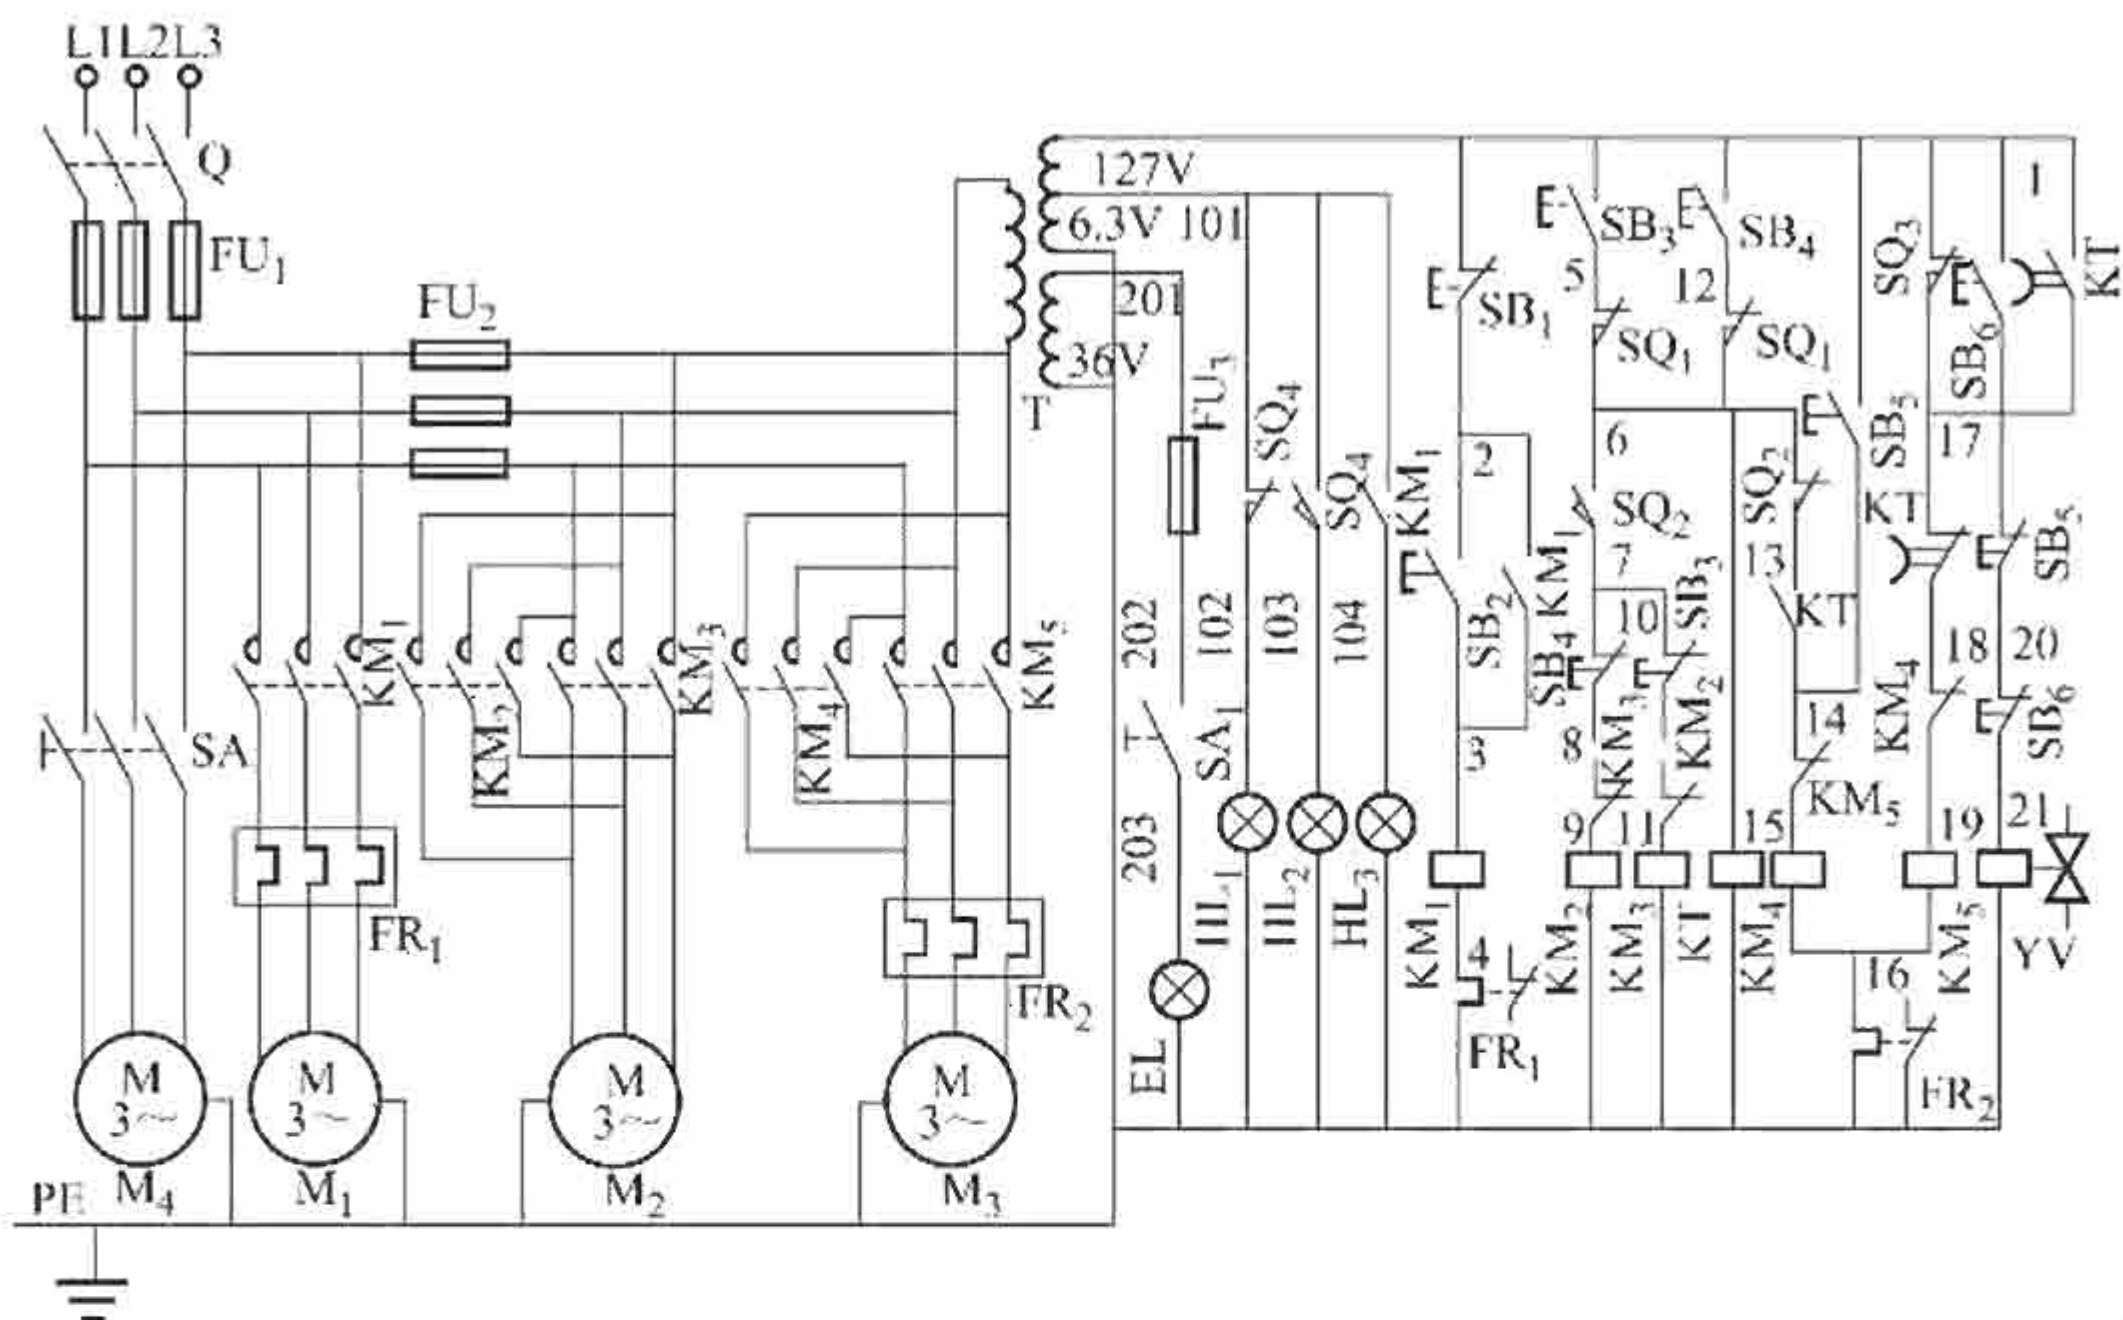 L1 L2 L3
Q
FU1
FU2
127V
6.3V 101
201
36V
T
FU3
SQ4
SQ4
KM1
SB1
SB3
SB4
5
12
SQ1
SQ1
SQ3
SB6
1
KT
2
6
SQ2
SQ2
SB5
17
KT
SB5
7
10
SB3
13
KT
KM1
SB2
SB4
202
102
103
104
18
20
KM1
KM2
KM3
KM4
KM5
SA
SA1
3
8
KM3
KM2
14
KM4
SB6
KM5
203
9
11
15
19
21
FR1
HL1
HL2
HL3
KM1
KM2
KM3
KT
KM4
KM5
YV
4
16
FR2
FR1
FR2
EL
M
3~
M
3~
M
3~
M
3~
PE
M4
M1
M2
M3